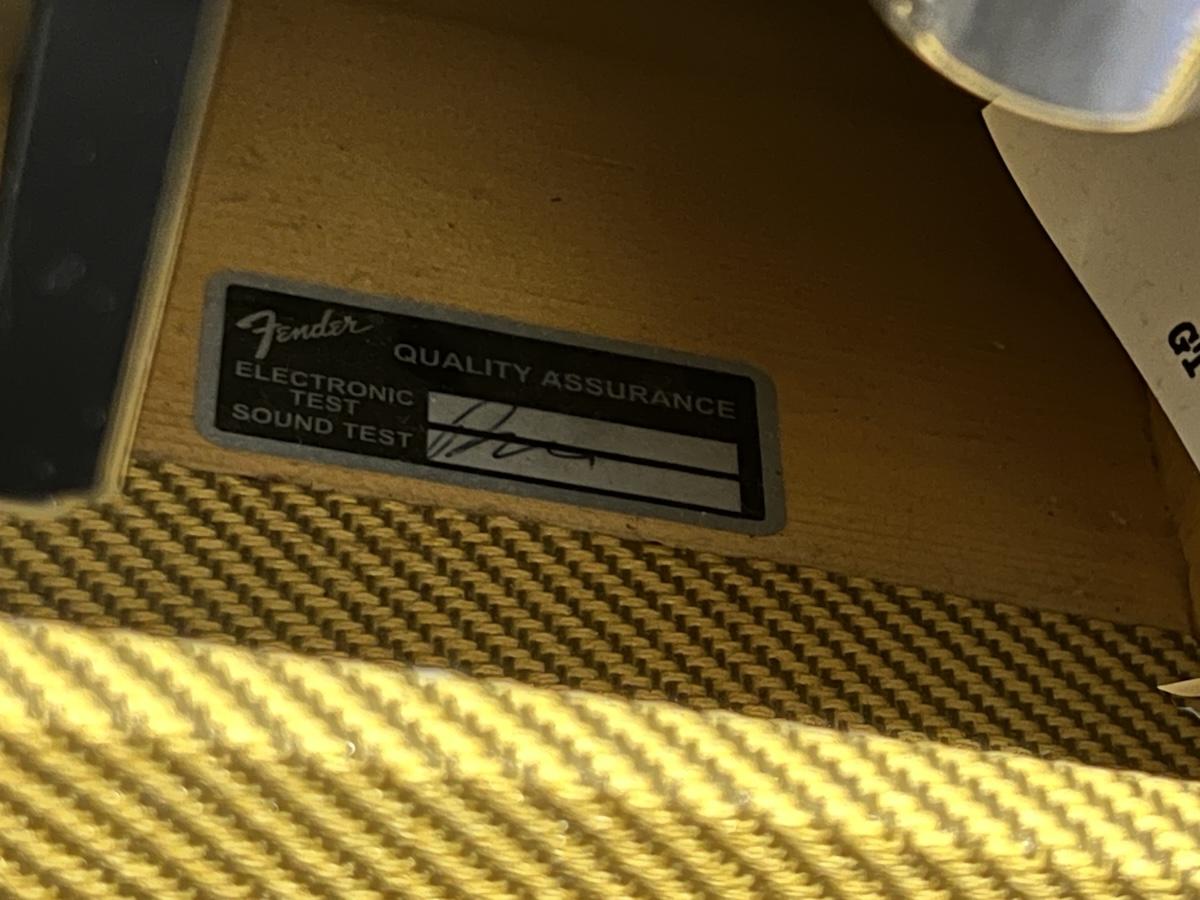 Fender
QUALITY ASSURANCE
ELECTRONIC
TEST
SOUND TEST